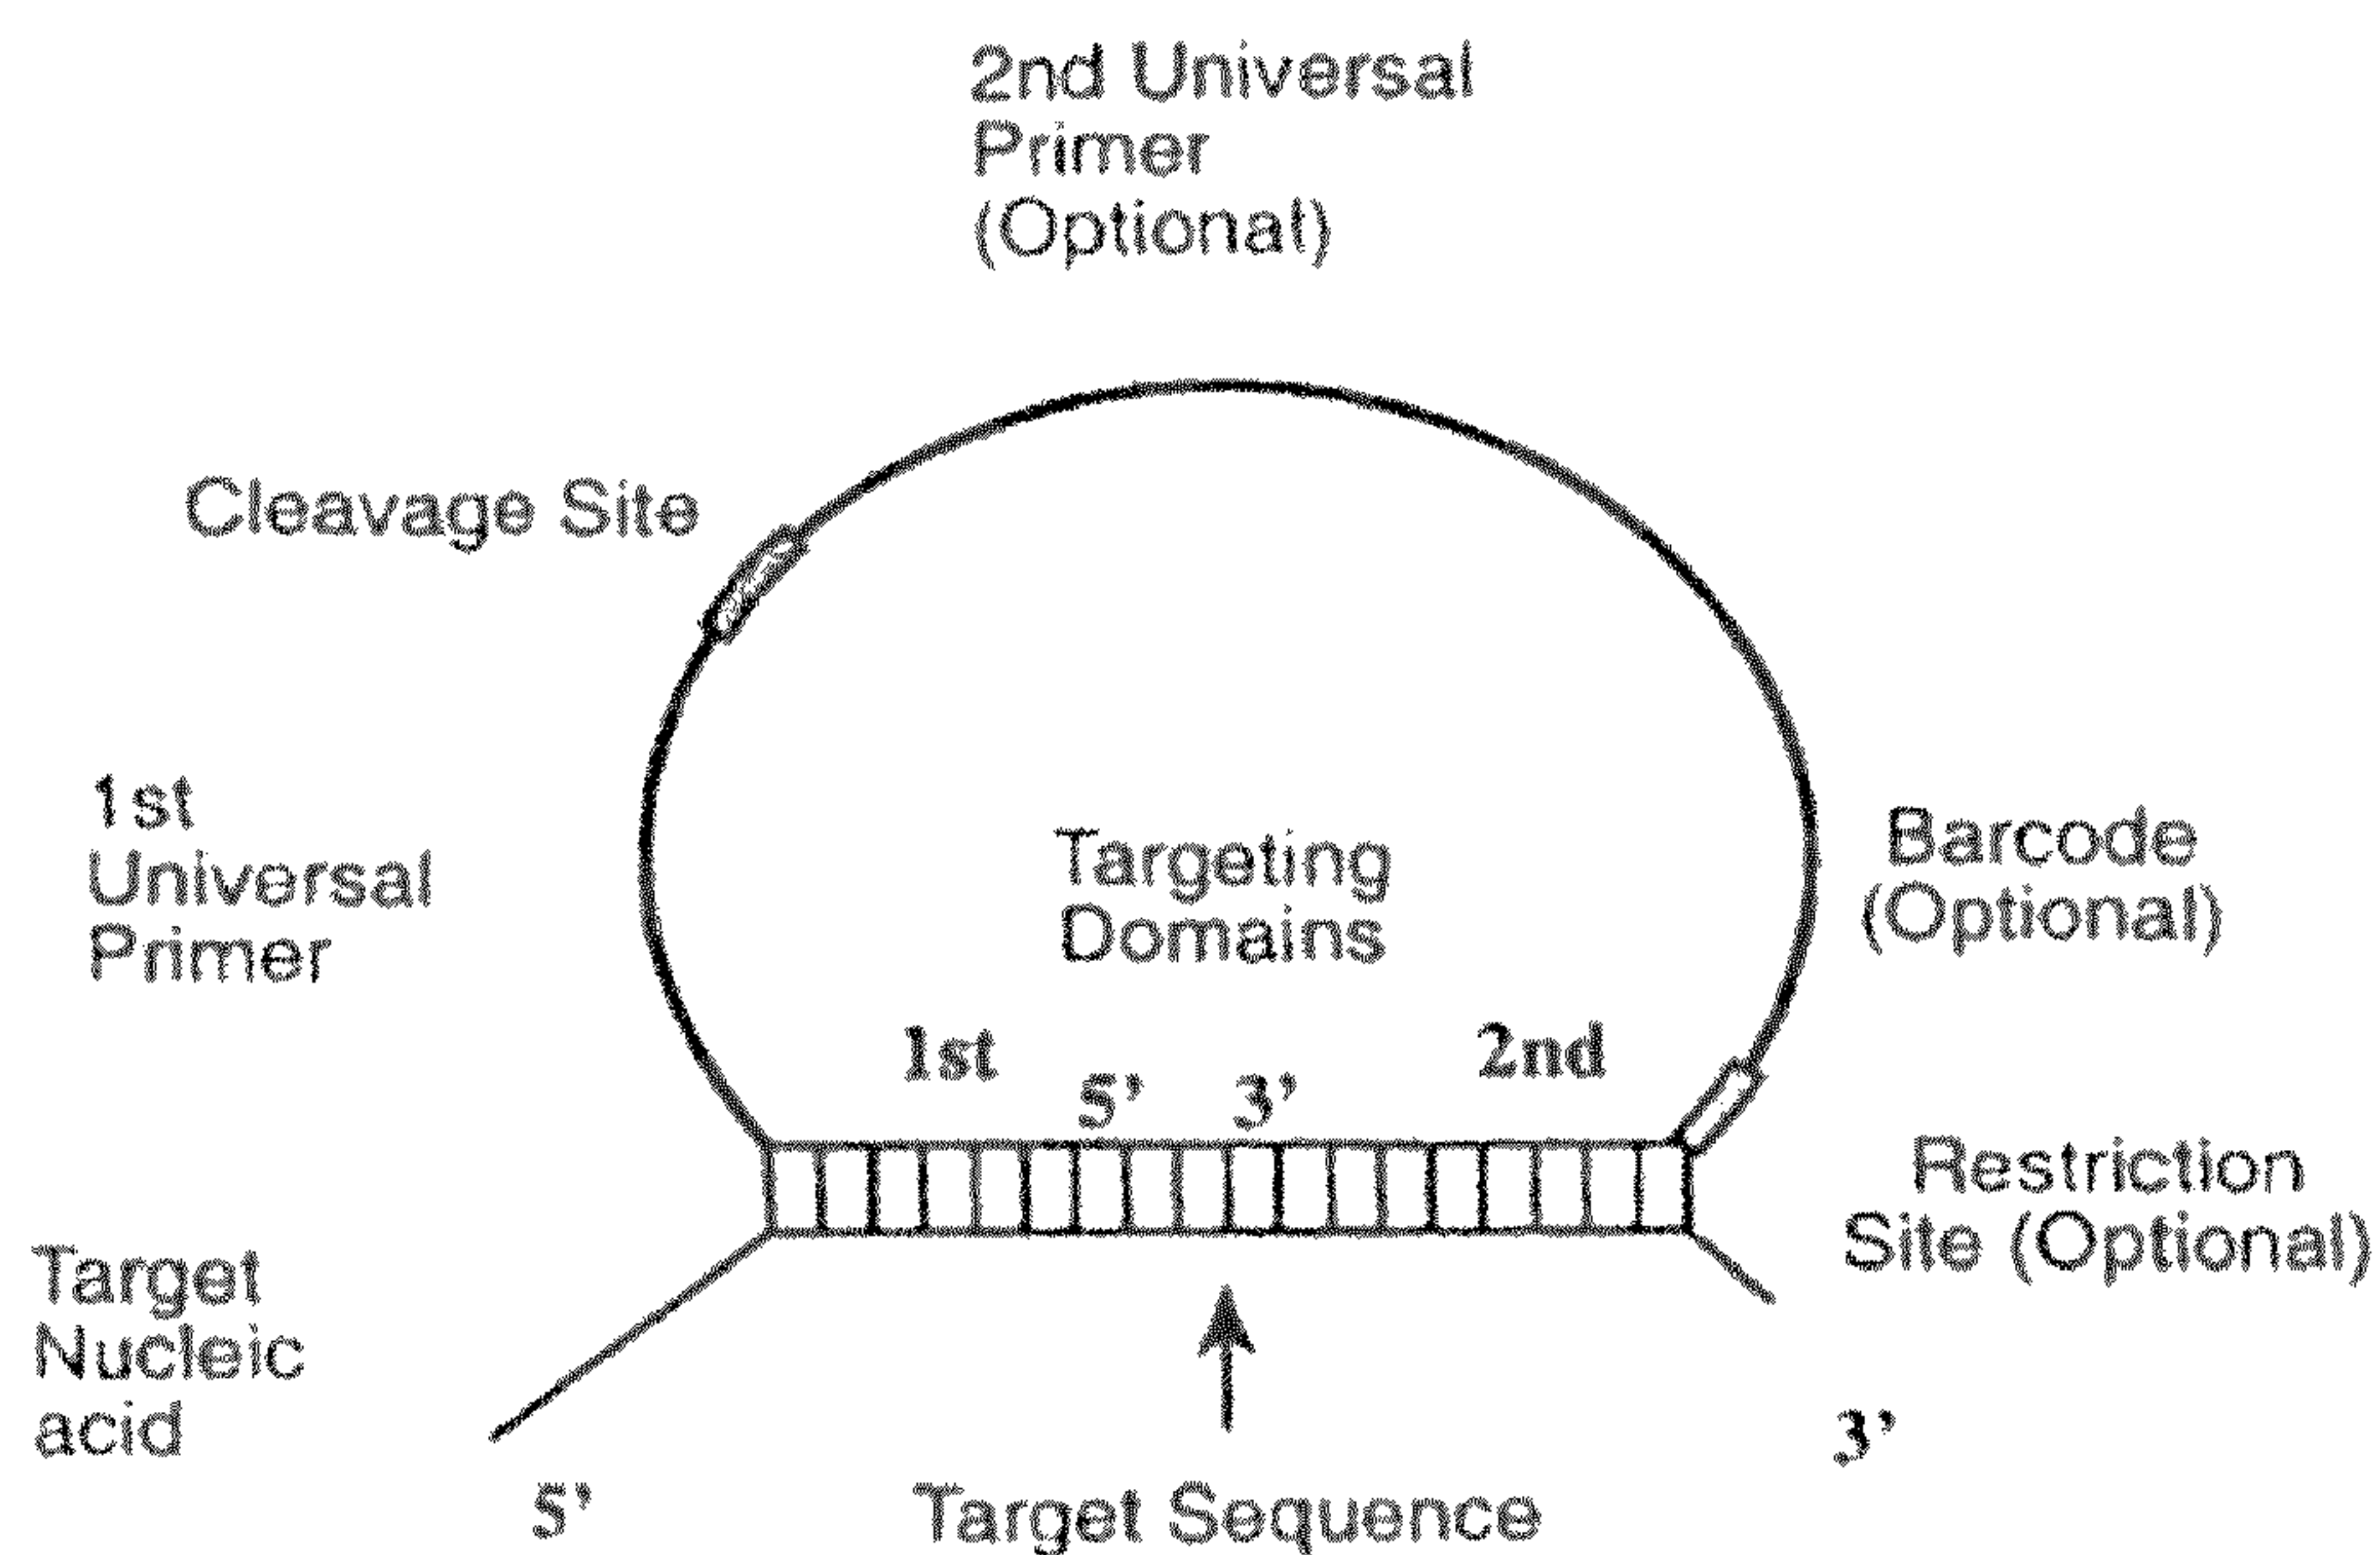 2nd Universal
Primer
(Optional)
Cleavage Site
1st
Universal
Primer
Targeting
Domains
Barcode
(Optional)
1st
2nd
5’
3’
Restriction
Site (Optional)
Target
Nucleic
acid
3’
5’
Target Sequence